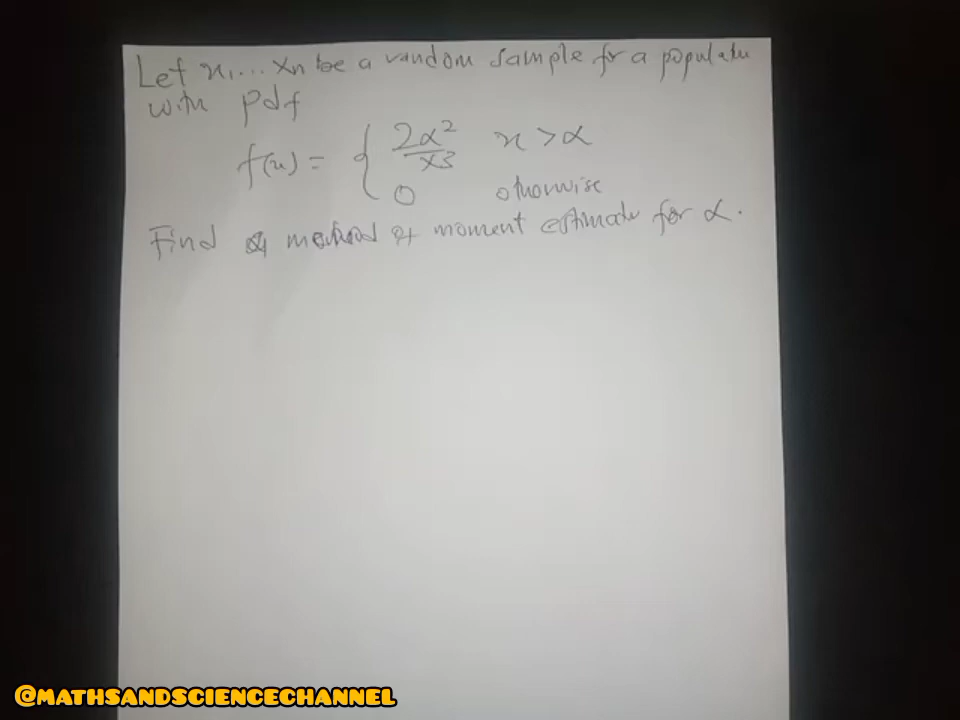 Let x1, ... Xn be a random sample for a populatn
with pdf
f(x) = { 2α² / x³ x > α
0 otherwise
Find method of moment estimate for α.
@MATHSANDSCIENCECHANNEL